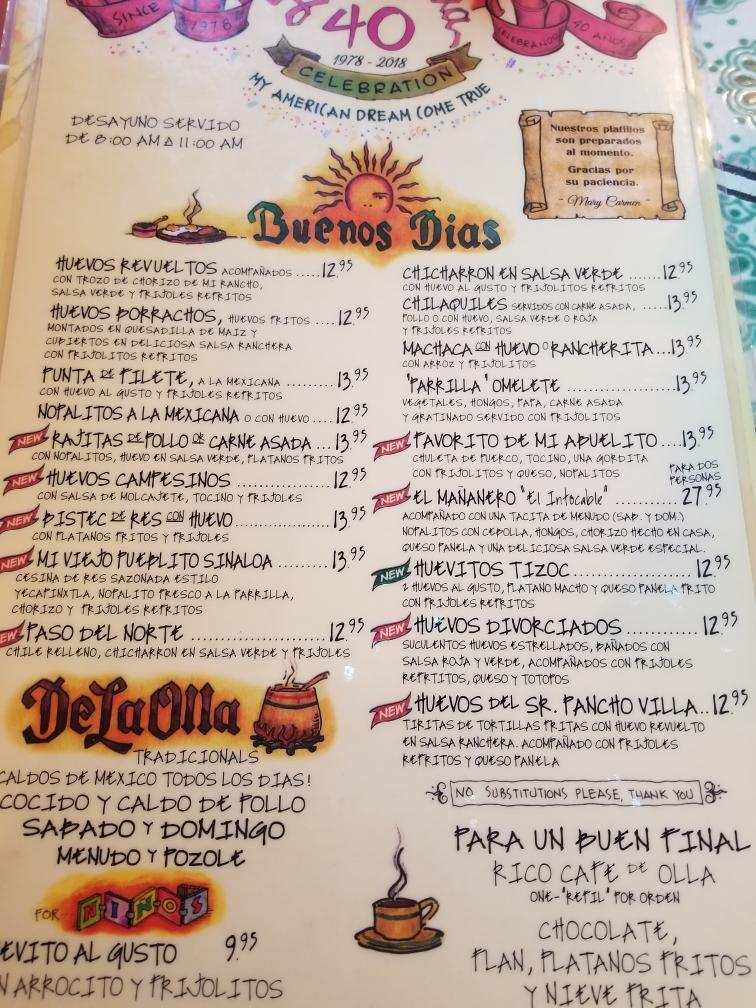 SINCE 1978
40
CELEBRANDO 40 AÑOS
1978 - 2018
CELEBRATION
MY AMERICAN DREAM COME TRUE
DESAYUNO SERVIDO
DE 8:00 AM A 11:00 AM
Nuestros platillos
son preparados
al momento.
Gracias por
su paciencia.
- Mary Carmen -
Buenos Dias
HUEVOS REVUELTOS ACOMPAÑADOS ......12.95
CON TROZO DE CHORIZO DE MI RANCHO,
SALSA VERDE Y FRIJOLES REFRITOS
HUEVOS BORRACHOS, HUEVOS FRITOS ....12.95
MONTADOS EN QUESADILLA DE MAIZ Y
CUBIERTOS EN DELICIOSA SALSA RANCHERA
CON FRIJOLITOS REFRITOS
PUNTA DE FILETE, A LA MEXICANA ........13.95
CON HUEVO AL GUSTO Y FRIJOLES REFRITOS
NOPALITOS A LA MEXICANA O CON HUEVO ....12.95
NEW RAJITAS DE POLLO OR CARNE ASADA ...13.95
CON NOPALITOS, HUEVO EN SALSA VERDE, PLATANOS FRITOS
NEW HUEVOS CAMPESINOS ...............12.95
CON SALSA DE MOLCAJETE, TOCINO Y FRIJOLES
NEW BISTEC DE RES CON HUEVO...............13.95
CON PLATANOS FRITOS Y FRIJOLES
NEW MI VIEJO PUEBLITO SINALOA .........13.95
CESINA DE RES SAZONADA ESTILO
YECAPINXTLA, NOPALITO FRESCO A LA PARRILLA,
CHORIZO Y FRIJOLES REFRITOS
NEW PASO DEL NORTE .....................12.95
CHILE RELLENO, CHICHARRON EN SALSA VERDE Y FRIJOLES
CHICHARRON EN SALSA VERDE .......12.95
CON HUEVO AL GUSTO Y FRIJOLITOS REFRITOS
CHILAQUILES SERVIDOS CON CARNE ASADA, .....13.95
POLLO O CON HUEVO, SALSA VERDE O ROJA
Y FRIJOLES REFRITOS
MACHACA CON HUEVO O RANCHERITA...13.95
CON ARROZ Y FRIJOLITOS
'PARRILLA' OMELETE ................13.95
VEGETALES, HONGOS, PAPA, CARNE ASADA
Y GRATINADO SERVIDO CON FRIJOLITOS
NEW FAVORITO DE MI ABUELITO ....13.95
CHULETA DE PUERCO, TOCINO, UNA GORDITA
CON FRIJOLITOS Y QUESO, NOPALITOS
PARA DOS
PERSONAS
NEW EL MAÑANERO "El Intocable" ............27.95
ACOMPAÑADO CON UNA TACITA DE MENUDO (SAB. Y DOM.)
NOPALITOS CON CEBOLLA, HONGOS, CHORIZO HECHO EN CASA,
QUESO PANELA Y UNA DELICIOSA SALSA VERDE ESPECIAL.
NEW HUEVITOS TIZOC ................12.95
2 HUEVOS AL GUSTO, PLATANO MACHO Y QUESO PANELA FRITO
CON FRIJOLES REFRITOS
NEW HUEVOS DIVORCIADOS ............12.95
SUCULENTOS HUEVOS ESTRELLADOS, BAÑADOS CON
SALSA ROJA Y VERDE, ACOMPAÑADOS CON FRIJOLES
REFRTITOS, QUESO Y TOTOPOS
NEW HUEVOS DEL SR. PANCHO VILLA..12.95
TIRITAS DE TORTILLAS FRITAS CON HUEVO REVUELTO
EN SALSA RANCHERA. ACOMPAÑADO CON FRIJOLES
REFRITOS Y QUESO PANELA
NO SUBSTITUTIONS PLEASE, THANK YOU
De La Olla
TRADICIONALS
CALDOS DE MEXICO TODOS LOS DIAS!
COCIDO Y CALDO DE POLLO
SABADO Y DOMINGO
MENUDO Y POZOLE
FOR NINOS
EVITO AL GUSTO 9.95
N ARROCITO Y FRIJOLITOS
PARA UN BUEN FINAL
RICO CAFE DE OLLA
ONE-'REFIL' POR ORDEN
CHOCOLATE,
FLAN, PLATANOS FRITOS
Y NIEVE FRITA